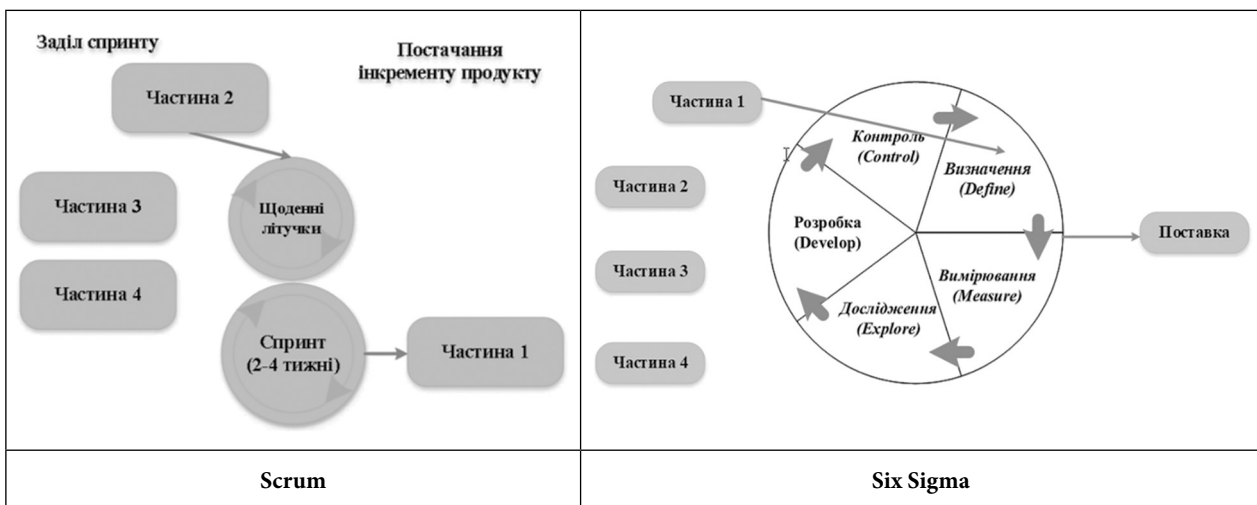 Заділ спринту
Постачання
інкременту продукту
Частина 2
Частина 3
Частина 4
Щоденні
літучки
Спринт
(2-4 тижні)
Частина 1
Scrum
Частина 1
Частина 2
Частина 3
Частина 4
Контроль
(Control)
Визначення
(Define)
Розробка
(Develop)
Вимірювання
(Measure)
Дослідження
(Explore)
Поставка
Six Sigma